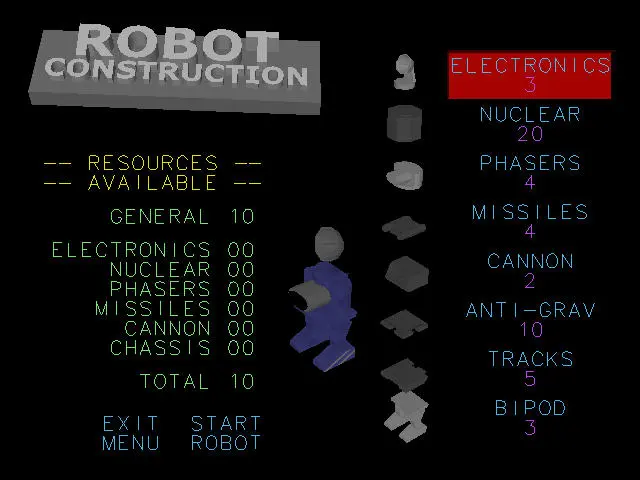 ROBOT
CONSTRUCTION
-- RESOURCES --
-- AVAILABLE --
GENERAL 10
ELECTRONICS 00
NUCLEAR 00
PHASERS 00
MISSILES 00
CANNON 00
CHASSIS 00
TOTAL 10
EXIT MENU
START ROBOT
ELECTRONICS
3
NUCLEAR
20
PHASERS
4
MISSILES
4
CANNON
2
ANTI-GRAV
10
TRACKS
5
BIPOD
3